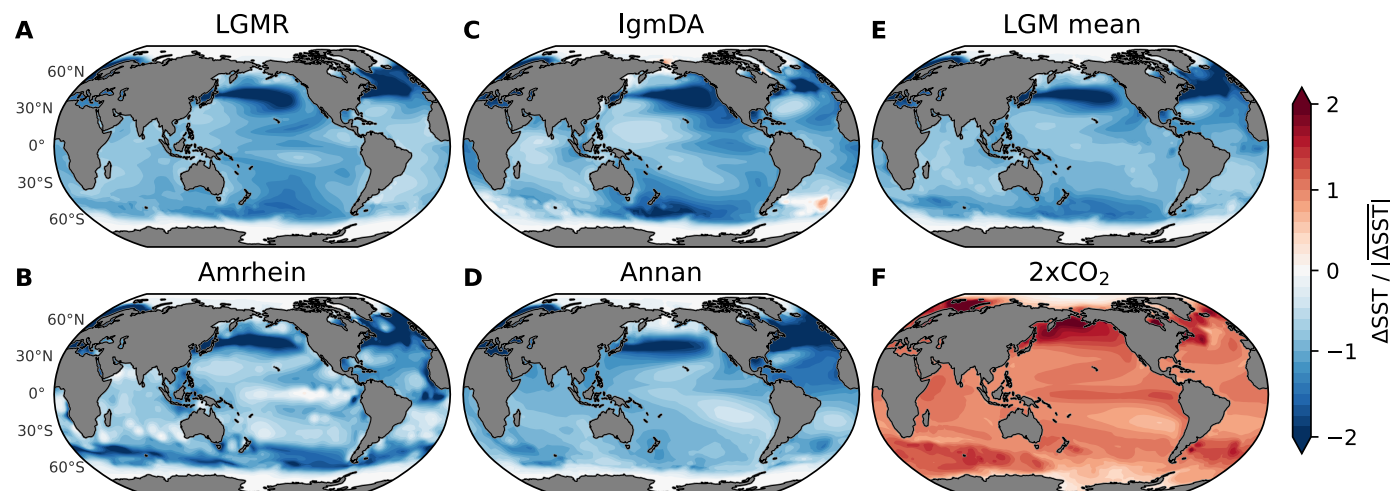 A LGMR
C lgmDA
E LGM mean
60°N
30°N
0°
30°S
60°S
B Amrhein
D Annan
F 2xCO₂
60°N
30°N
0°
30°S
60°S
2
1
0
−1
−2
ΔSST / |ΔSST|